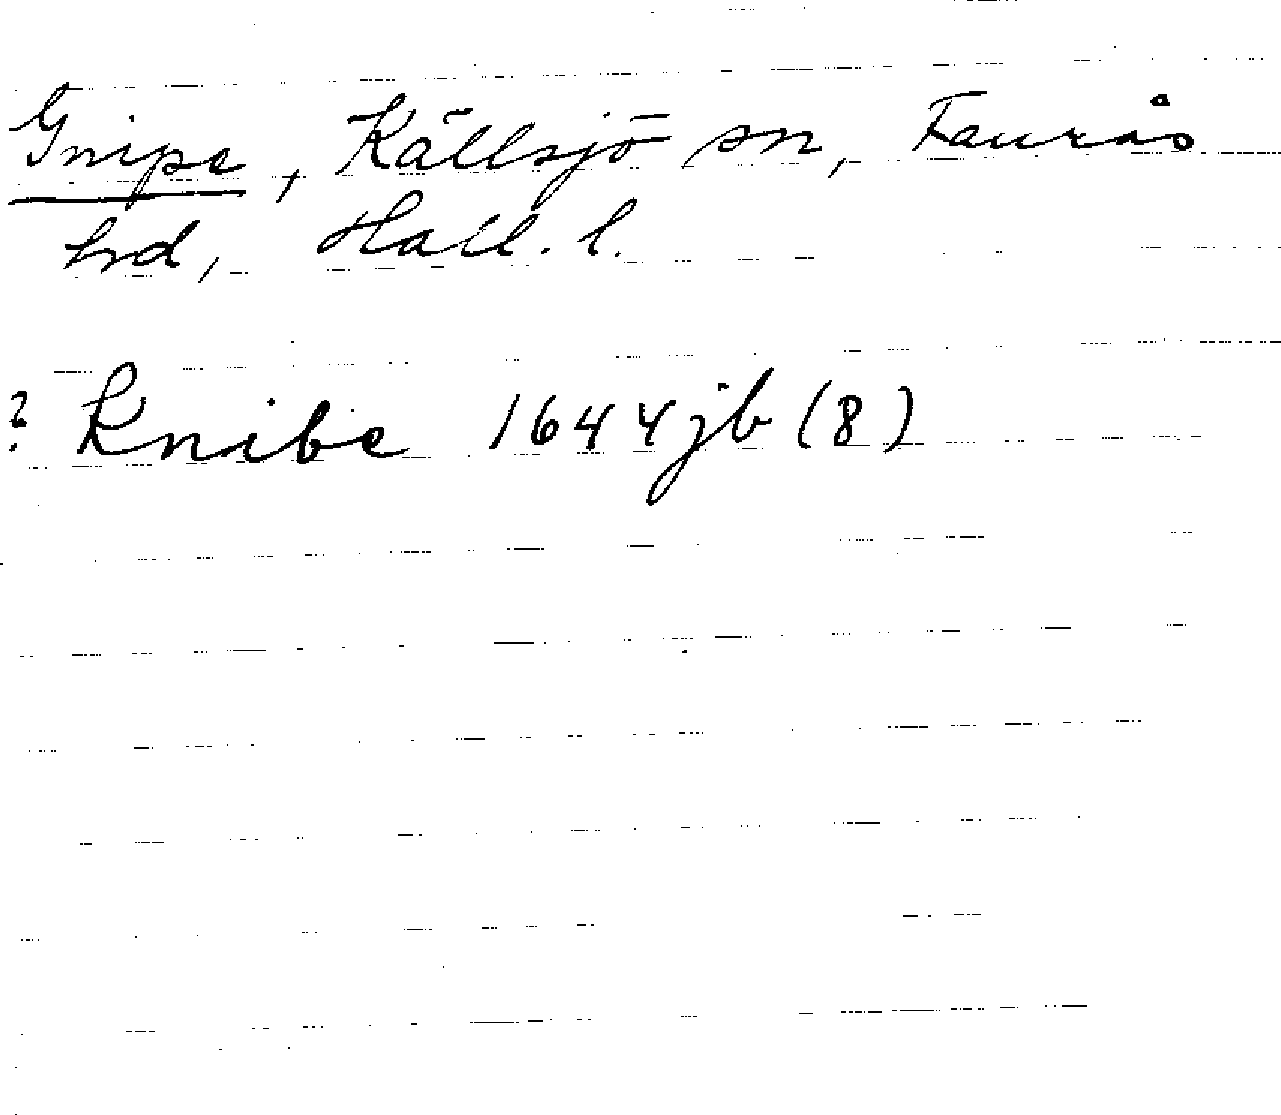 Gnipe, Källsjö sn, Faurås
hd, Hall. l.
? Knibe 1644 jb (8)